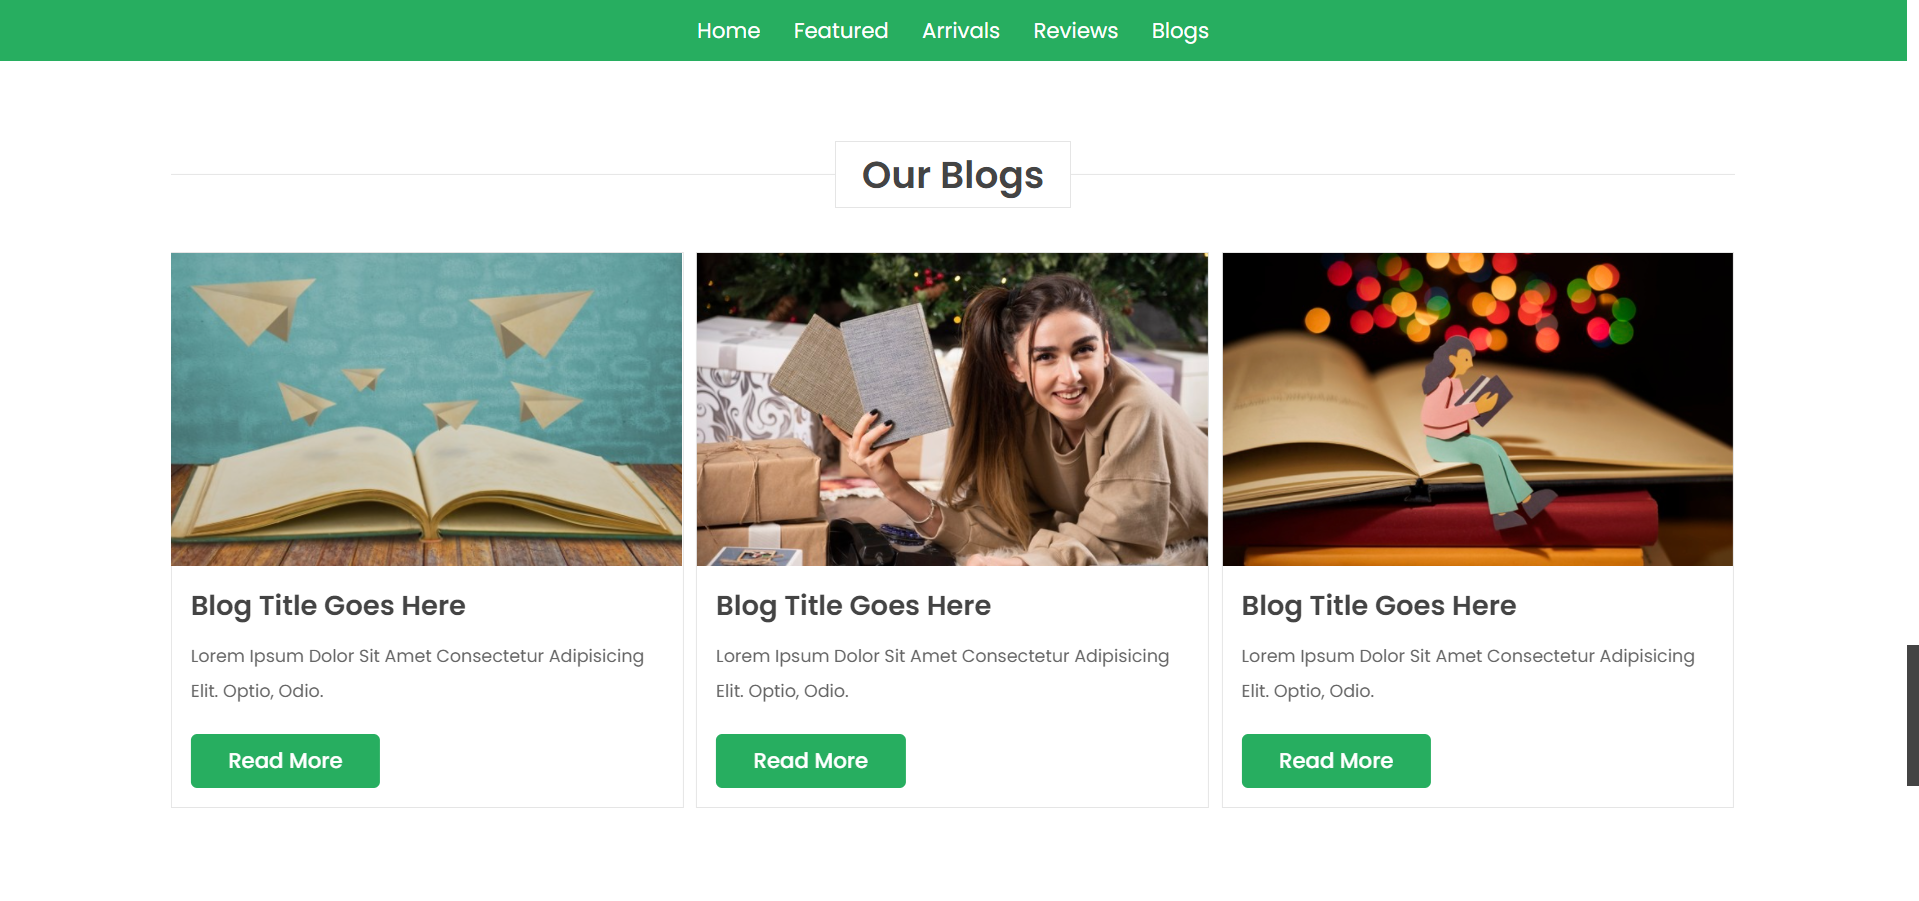 Home Featured Arrivals Reviews Blogs
Our Blogs
Blog Title Goes Here
Lorem Ipsum Dolor Sit Amet Consectetur Adipisicing
Elit. Optio, Odio.
Read More
Blog Title Goes Here
Lorem Ipsum Dolor Sit Amet Consectetur Adipisicing
Elit. Optio, Odio.
Read More
Blog Title Goes Here
Lorem Ipsum Dolor Sit Amet Consectetur Adipisicing
Elit. Optio, Odio.
Read More